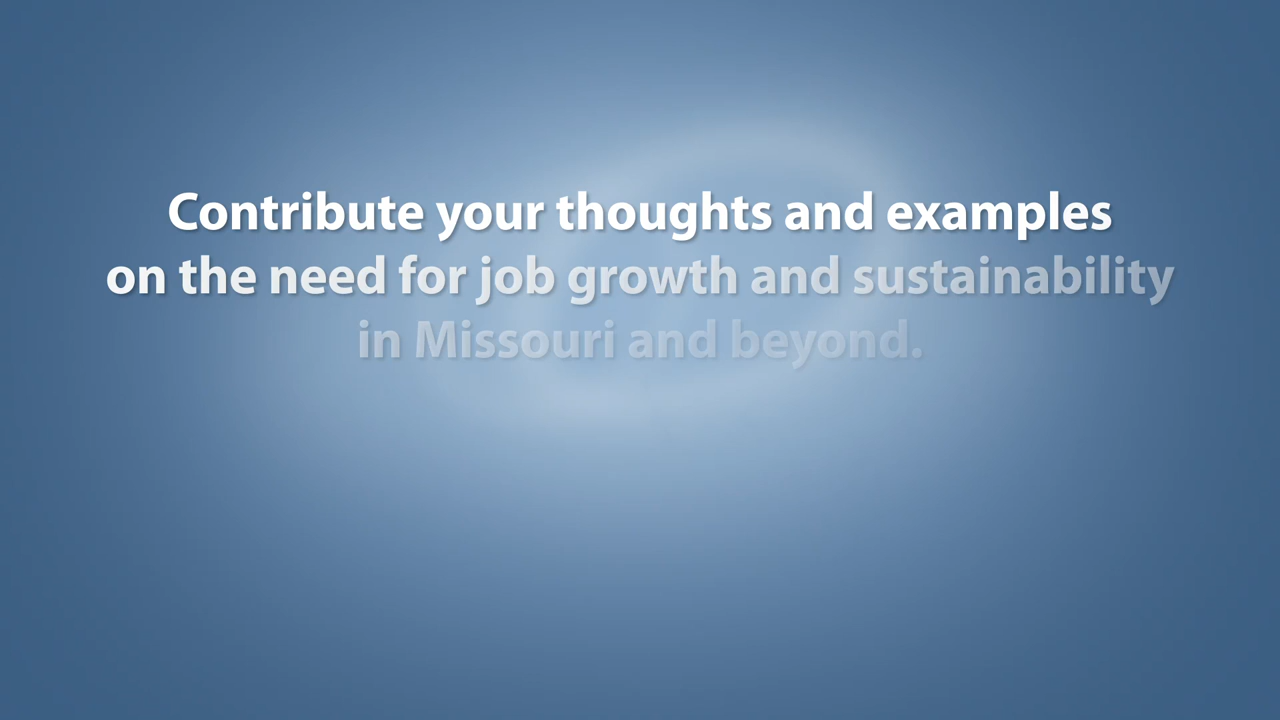 Contribute your thoughts and examples
on the need for job growth and sustainability
in Missouri and beyond.